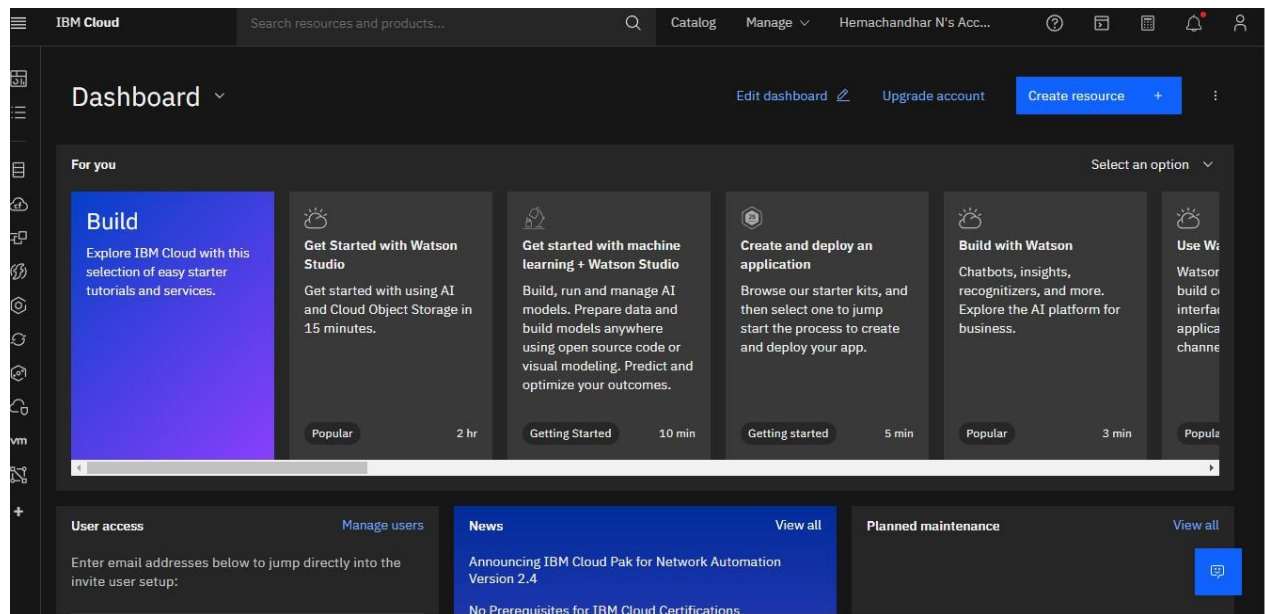 IBM Cloud
Search resources and products...
Catalog
Manage
Hemachandhar N's Acc...
Dashboard
Edit dashboard
Upgrade account
Create resource +
For you
Select an option
Build
Explore IBM Cloud with this
selection of easy starter
tutorials and services.
Get Started with Watson
Studio
Get started with using AI
and Cloud Object Storage in
15 minutes.
Popular
2 hr
Get started with machine
learning + Watson Studio
Build, run and manage AI
models. Prepare data and
build models anywhere
using open source code or
visual modeling. Predict and
optimize your outcomes.
Getting Started
10 min
Create and deploy an
application
Browse our starter kits, and
then select one to jump
start the process to create
and deploy your app.
Getting started
5 min
Build with Watson
Chatbots, insights,
recognitizers, and more.
Explore the AI platform for
business.
Popular
3 min
Use
vm
User access
Manage users
Enter email addresses below to jump directly into the
invite user setup:
News
View all
Announcing IBM Cloud Pak for Network Automation
Version 2.4
No Prerequisites for IBM Cloud Certifications
Planned maintenance
View all